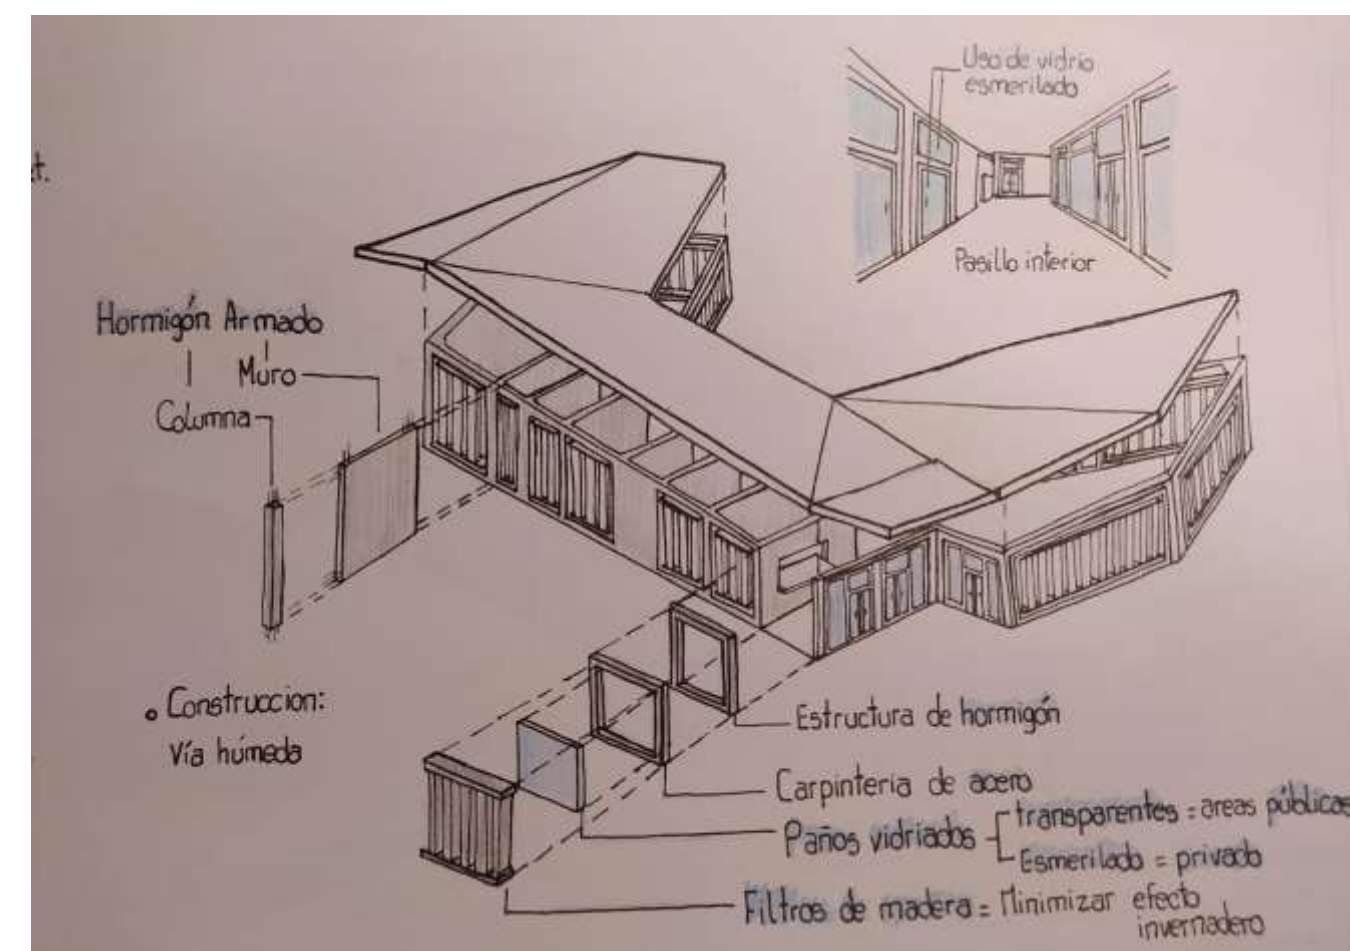 Uso de vidrio
esmerilado
Pasillo interior
et.
Hormigón Armado
Muro
Columna
Construccion:
Vía húmeda
Estructura de hormigón
Carpinteria de acero
Paños vidriados
transparentes = areas públicas
Esmerilado = privado
Filtros de madera = Minimizar efecto
invernadero